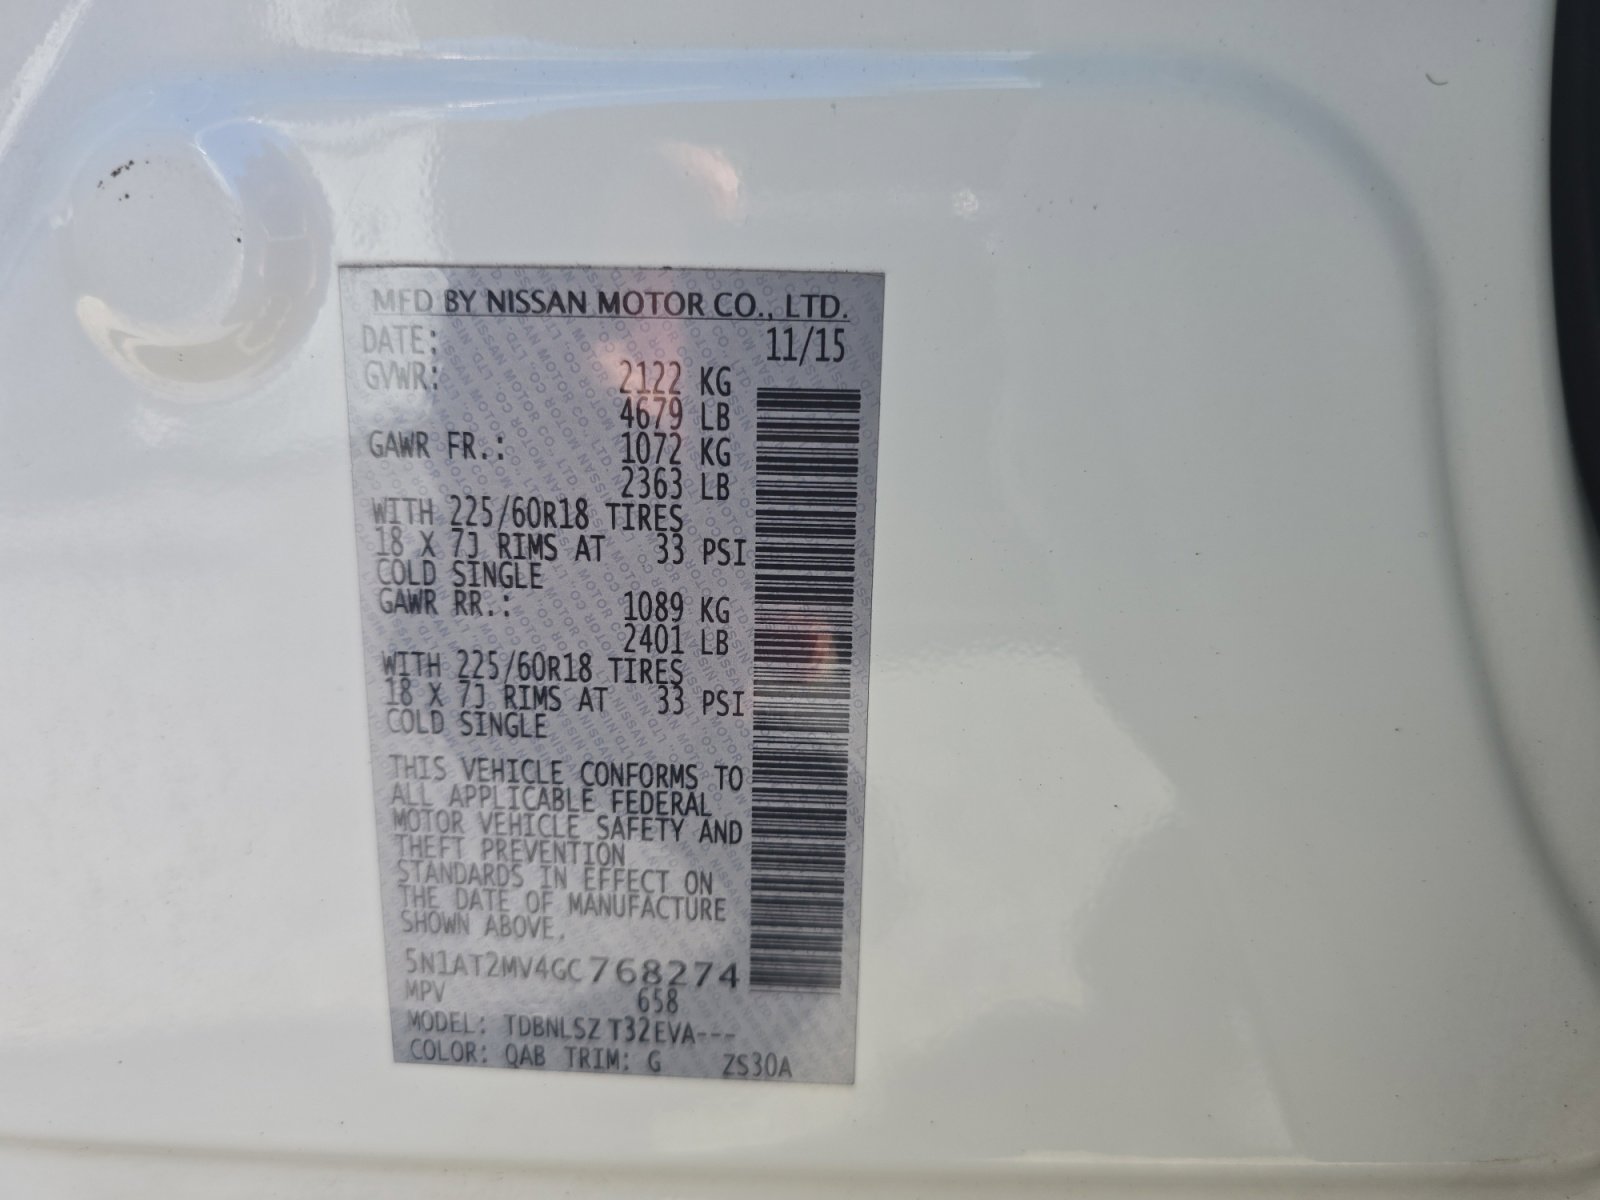 MFD BY NISSAN MOTOR CO., LTD.
DATE: 11/15
GVWR: 2122 KG
4679 LB
GAWR FR.: 1072 KG
2363 LB
WITH 225/60R18 TIRES
18 X 7J RIMS AT 33 PSI
COLD SINGLE
GAWR RR.: 1089 KG
2401 LB
WITH 225/60R18 TIRES
18 X 7J RIMS AT 33 PSI
COLD SINGLE
THIS VEHICLE CONFORMS TO
ALL APPLICABLE FEDERAL
MOTOR VEHICLE SAFETY AND
THEFT PREVENTION
STANDARDS IN EFFECT ON
THE DATE OF MANUFACTURE
SHOWN ABOVE.
5N1AT2MV4GC768274
MPV 658
MODEL: TDBNLSZ T32EVA---
COLOR: QAB TRIM: G ZS30A